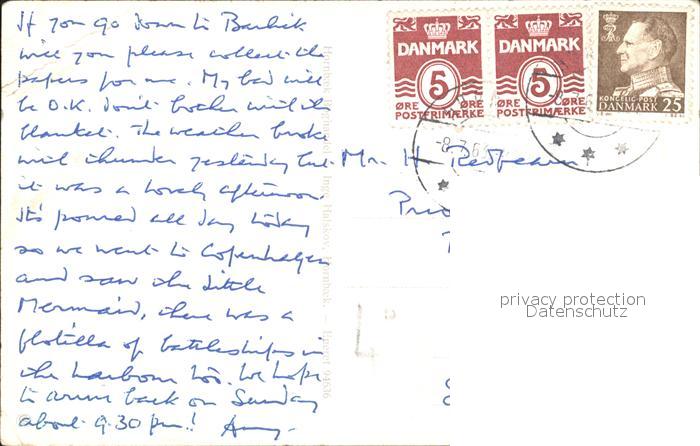 If you go down to Barlick
will you please collect the
papers for me. My bed will
be O.K. don't bother with the
blanket. The weather broke
with thunder yesterday but
it was a lovely afternoon.
It's poured all day today
so we went to Copenhagen
and saw the little
Mermaid, there was a
flotilla of battleships in
the harbour too. We hope
to arrive back on Sunday
about 9.30 pm!
DANMARK
5
ØRE ØRE
POSTFRIMÆRKE
DANMARK
5
ØRE ØRE
POSTFRIMÆRKE
KONGELIG POST
DANMARK 25
Mr. H Redfearn
privacy protection
Datenschutz